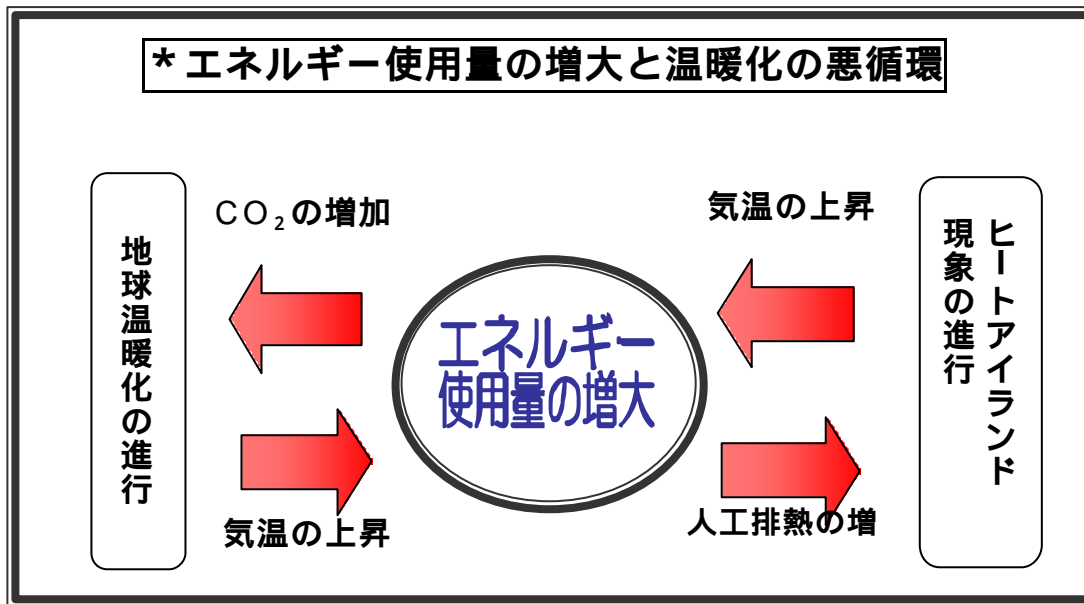 *エネルギー使用量の増大と温暖化の悪循環
地球温暖化の進行
CO₂の増加
気温の上昇
エネルギー
使用量の増大
気温の上昇
人工排熱の増
ヒートアイランド
現象の進行